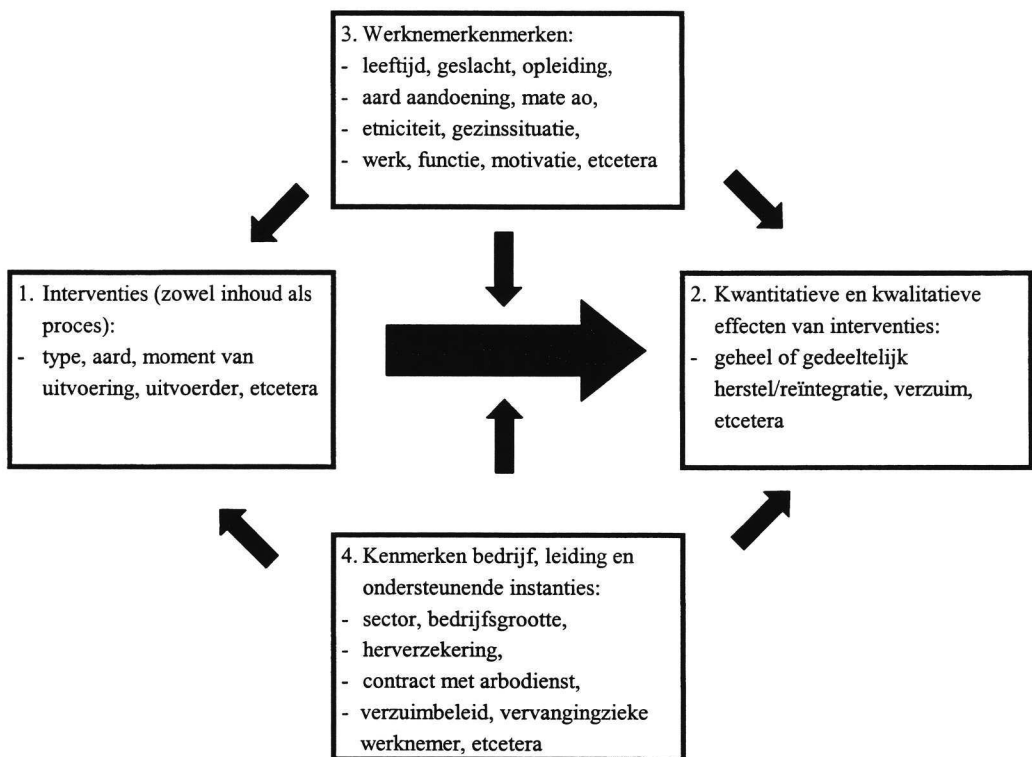 3. Werknemerkenmerken:
- leeftijd, geslacht, opleiding,
- aard aandoening, mate ao,
- etniciteit, gezinssituatie,
- werk, functie, motivatie, etcetera
1. Interventies (zowel inhoud als
proces):
- type, aard, moment van
uitvoering, uitvoerder, etcetera
2. Kwantitatieve en kwalitatieve
effecten van interventies:
- geheel of gedeeltelijk
herstel/reïntegratie, verzuim,
etcetera
4. Kenmerken bedrijf, leiding en
ondersteunende instanties:
- sector, bedrijfsgrootte,
- herverzekering,
- contract met arbodienst,
- verzuimbeleid, vervangingzieke
werknemer, etcetera